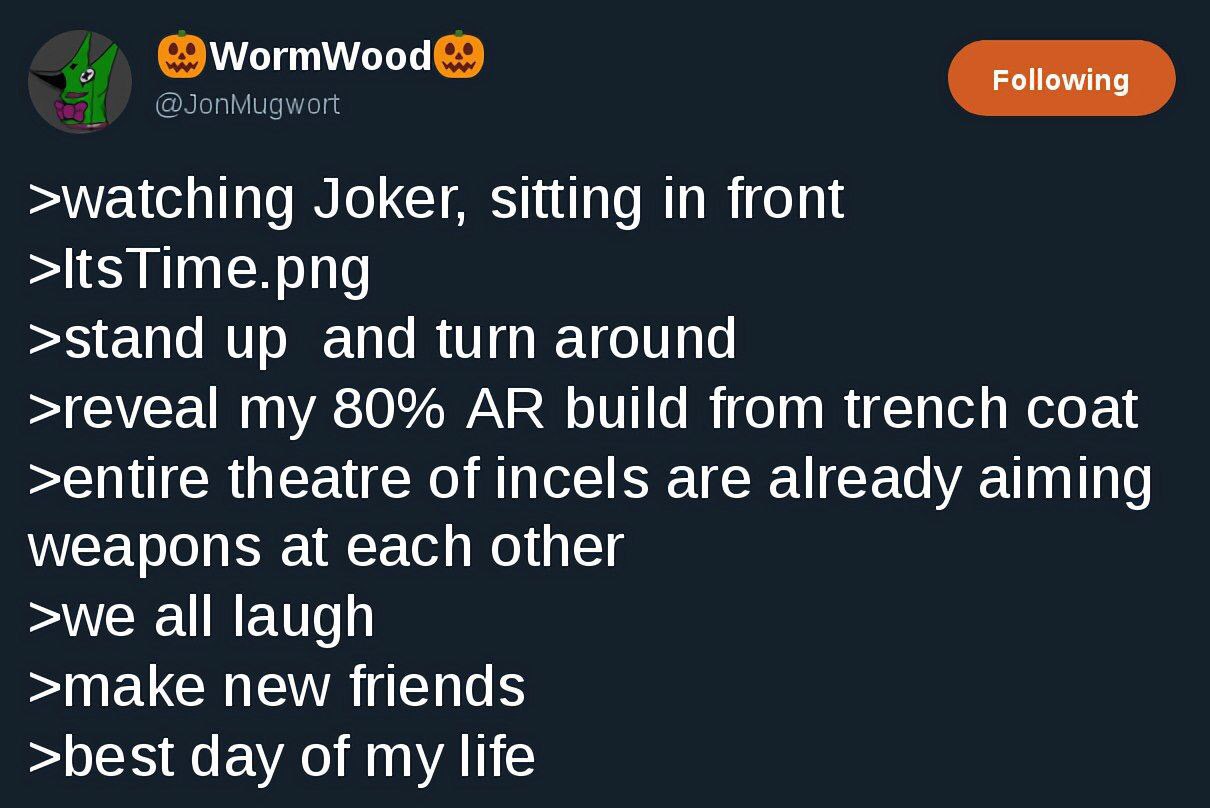 🎃WormWood🎃
@JonMugwort
Following
>watching Joker, sitting in front
>ItsTime.png
>stand up  and turn around
>reveal my 80% AR build from trench coat
>entire theatre of incels are already aiming
weapons at each other
>we all laugh
>make new friends
>best day of my life